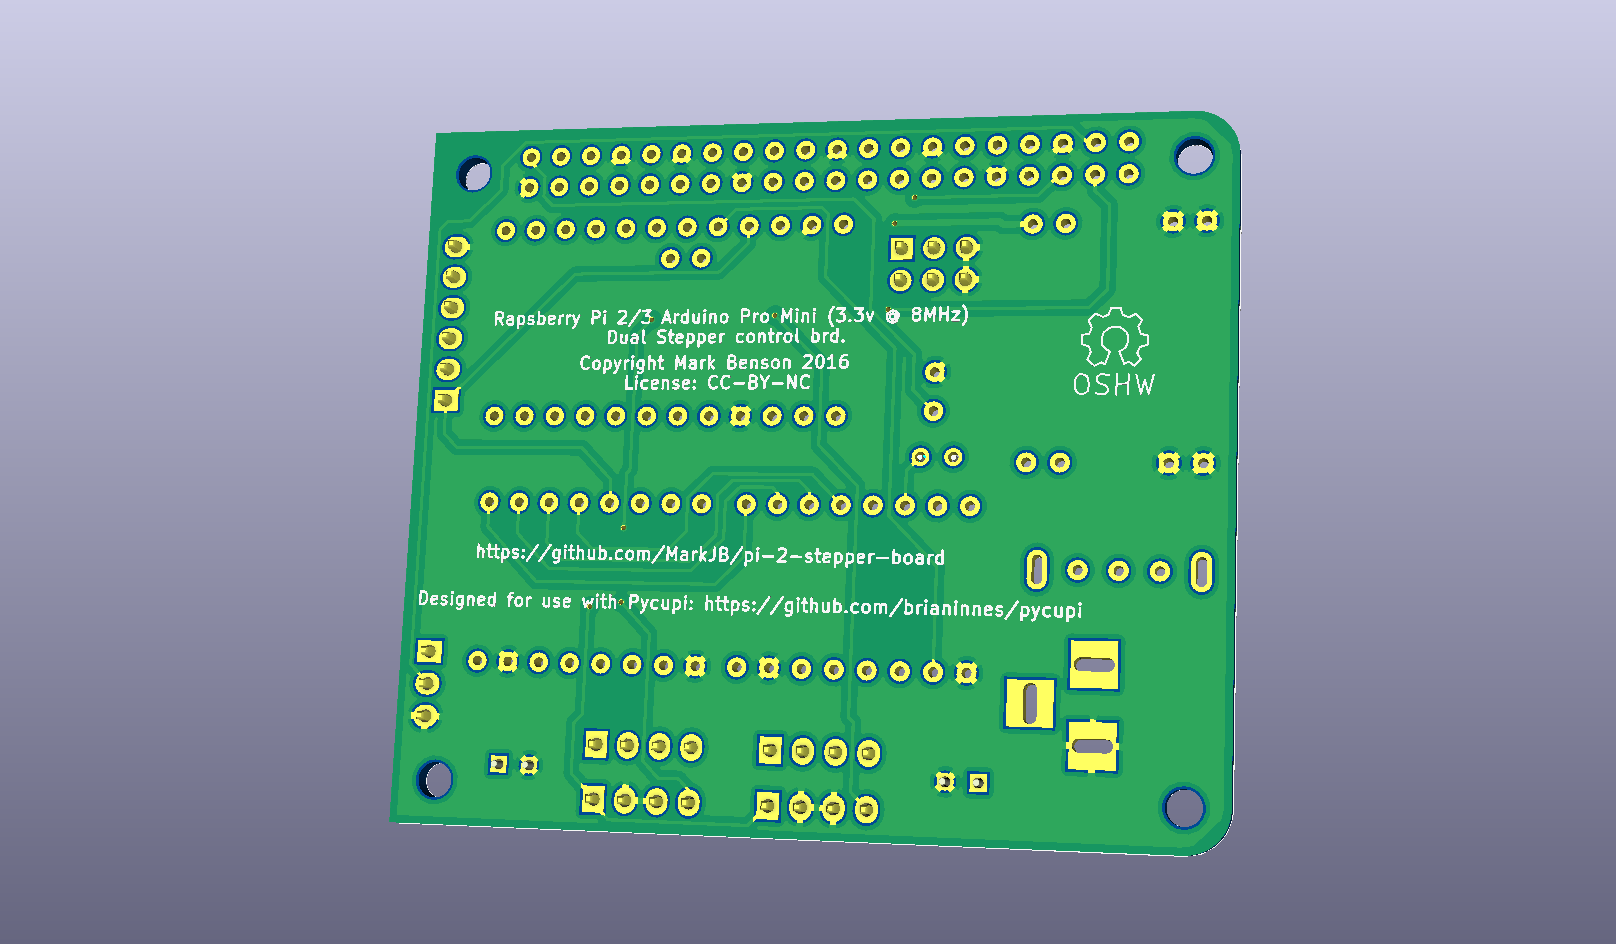 Rapsberry Pi 2/3 Arduino Pro Mini (3.3v @ 8MHz)
Dual Stepper control brd.
Copyright Mark Benson 2016
License: CC-BY-NC
OSHW
https://github.com/MarkJB/pi-2-stepper-board
Designed for use with Pycupi: https://github.com/brianinnes/pycupi